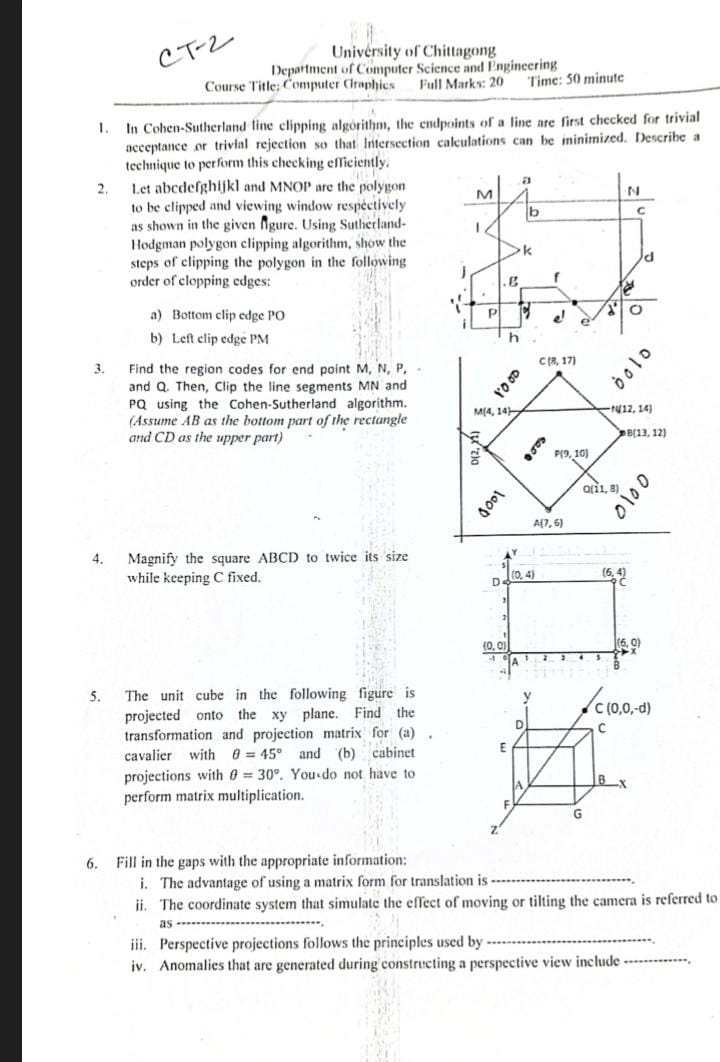 CT-2
University of Chittagong
Department of Computer Science and Engineering
Course Title: Computer Graphics Full Marks: 20 Time: 50 minute
1. In Cohen-Sutherland line clipping algorithm, the endpoints of a line are first checked for trivial
acceptance or trivial rejection so that intersection calculations can be minimized. Describe a
technique to perform this checking efficiently.
2. Let abcdefghijkl and MNOP are the polygon
to be clipped and viewing window respectively
as shown in the given figure. Using Sutherland-
Hodgman polygon clipping algorithm, show the
steps of clipping the polygon in the following
order of clopping edges:
a) Bottom clip edge PO
b) Left clip edge PM
M a N
b c
l
k
d
j
g f
i' P g' e' e d' O
i
h
3. Find the region codes for end point M, N, P,
and Q. Then, Clip the line segments MN and
PQ using the Cohen-Sutherland algorithm.
(Assume AB as the bottom part of the rectangle
and CD as the upper part)
C (8, 17)
1000
0010
M(4, 14)
N(12, 14)
B(13, 12)
D(2, 11)
0000
P(9, 10)
Q(11, 8)
0001
0100
A(7, 6)
4. Magnify the square ABCD to twice its size
while keeping C fixed.
Y
5
D (0, 4) (6, 4) C
3
2
1
(0, 0) (6, 0)
-1 0 A 1 2 3 4 5 B X
-1
5. The unit cube in the following figure is
projected onto the xy plane. Find the
transformation and projection matrix for (a)
cavalier with θ = 45° and (b) cabinet
projections with θ = 30°. You do not have to
perform matrix multiplication.
y
C (0,0,-d)
D C
E
A B X
F
G
Z
6. Fill in the gaps with the appropriate information:
i. The advantage of using a matrix form for translation is ----------------------------.
ii. The coordinate system that simulate the effect of moving or tilting the camera is referred to
as ----------------------------.
iii. Perspective projections follows the principles used by --------------------------------.
iv. Anomalies that are generated during constructing a perspective view include -------------.